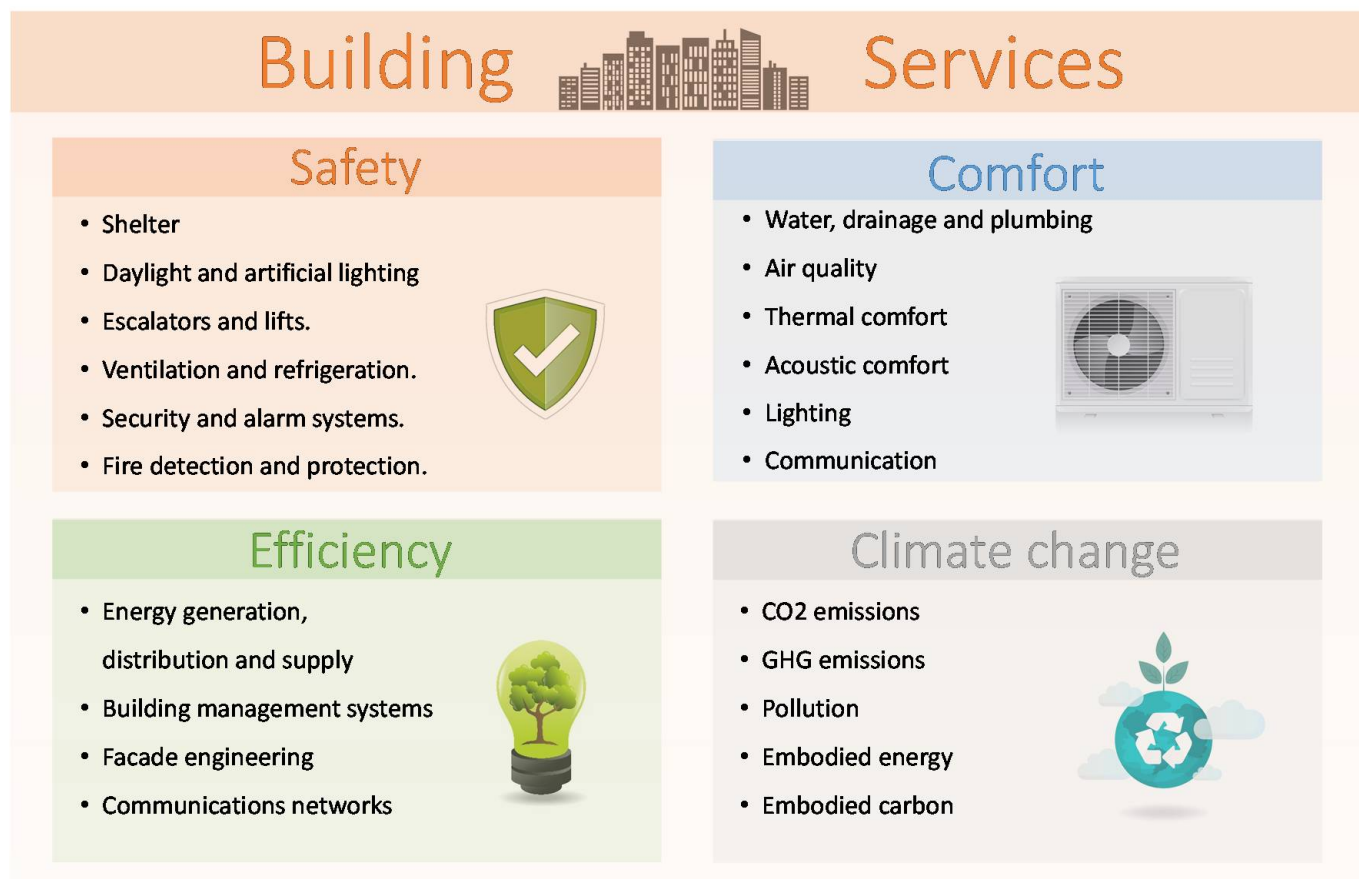 Building Services
Safety
• Shelter
• Daylight and artificial lighting
• Escalators and lifts.
• Ventilation and refrigeration.
• Security and alarm systems.
• Fire detection and protection.
Comfort
• Water, drainage and plumbing
• Air quality
• Thermal comfort
• Acoustic comfort
• Lighting
• Communication
Efficiency
• Energy generation,
distribution and supply
• Building management systems
• Facade engineering
• Communications networks
Climate change
• CO2 emissions
• GHG emissions
• Pollution
• Embodied energy
• Embodied carbon